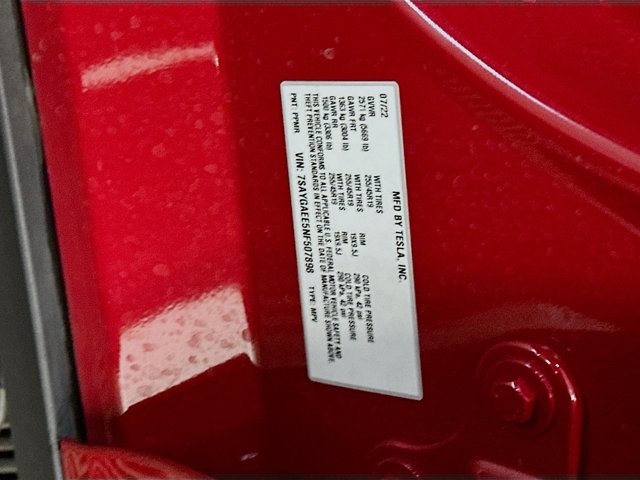 MFD BY TESLA, INC.
07/22
GVWR
2571 kg (5669 lb)
GAWR FRT WITH TIRES RIM COLD TIRE PRESSURE
1363 kg (3004 lb) 255/45R19 19X9.5J 290 kPa, 42 psi
GAWR RR WITH TIRES RIM COLD TIRE PRESSURE
1500 kg (3306 lb) 255/45R19 19X9.5J 290 kPa, 42 psi
THIS VEHICLE CONFORMS TO ALL APPLICABLE U.S. FEDERAL MOTOR VEHICLE SAFETY AND
THEFT PREVENTION STANDARDS IN EFFECT ON THE DATE OF MANUFACTURE SHOWN ABOVE.
PNT: PPMR VIN: 7SAYGAEE5NF507898 TYPE: MPV